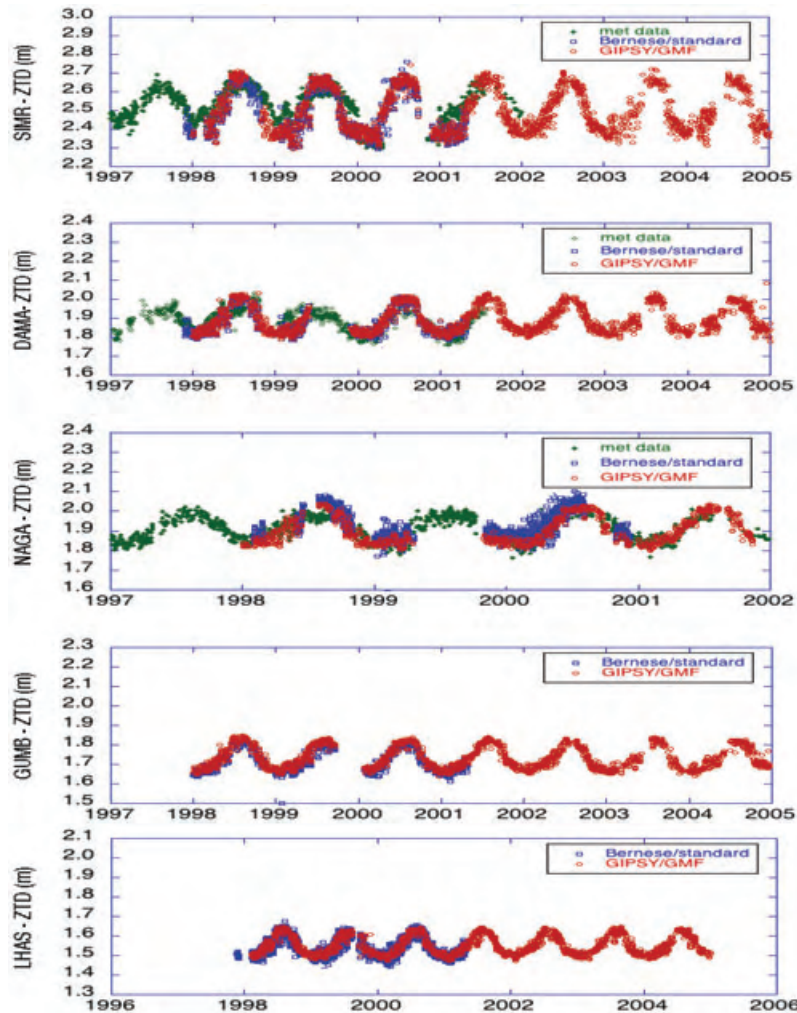 SIMR - ZTD (m)
3.0
2.9
2.8
2.7
2.6
2.5
2.4
2.3
2.2
met data
Bernese/standard
GIPSY/GMF
1997 1998 1999 2000 2001 2002 2003 2004 2005
DAMA- ZTD (m)
2.4
2.3
2.2
2.1
2.0
1.9
1.8
1.7
1.6
met data
Bernese/standard
GIPSY/GMF
1997 1998 1999 2000 2001 2002 2003 2004 2005
NAGA - ZTD (m)
2.4
2.3
2.2
2.1
2.0
1.9
1.8
1.7
1.6
met data
Bernese/standard
GIPSY/GMF
1997 1998 1999 2000 2001 2002
GUMB - ZTD (m)
2.3
2.2
2.1
2.0
1.9
1.8
1.7
1.6
1.5
Bernese/standard
GIPSY/GMF
1997 1998 1999 2000 2001 2002 2003 2004 2005
LHAS - ZTD (m)
2.1
2.0
1.9
1.8
1.7
1.6
1.5
1.4
1.3
Bernese/standard
GIPSY/GMF
1996 1998 2000 2002 2004 2006